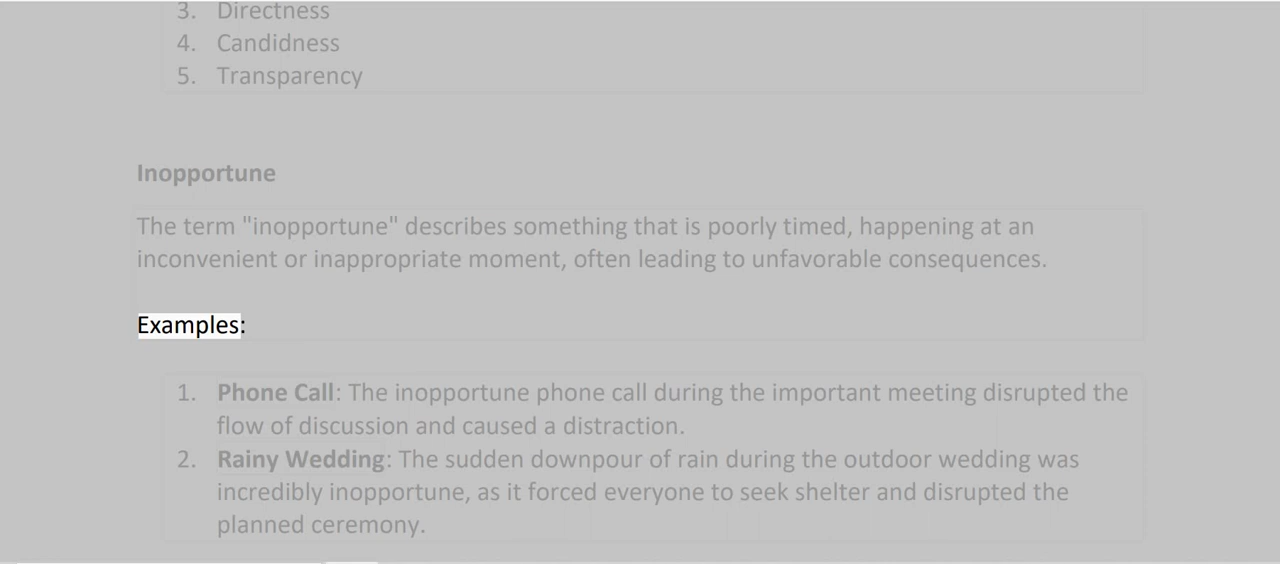 3. Directness
4. Candidness
5. Transparency
Inopportune
The term "inopportune" describes something that is poorly timed, happening at an
inconvenient or inappropriate moment, often leading to unfavorable consequences.
Examples:
1. Phone Call: The inopportune phone call during the important meeting disrupted the
flow of discussion and caused a distraction.
2. Rainy Wedding: The sudden downpour of rain during the outdoor wedding was
incredibly inopportune, as it forced everyone to seek shelter and disrupted the
planned ceremony.